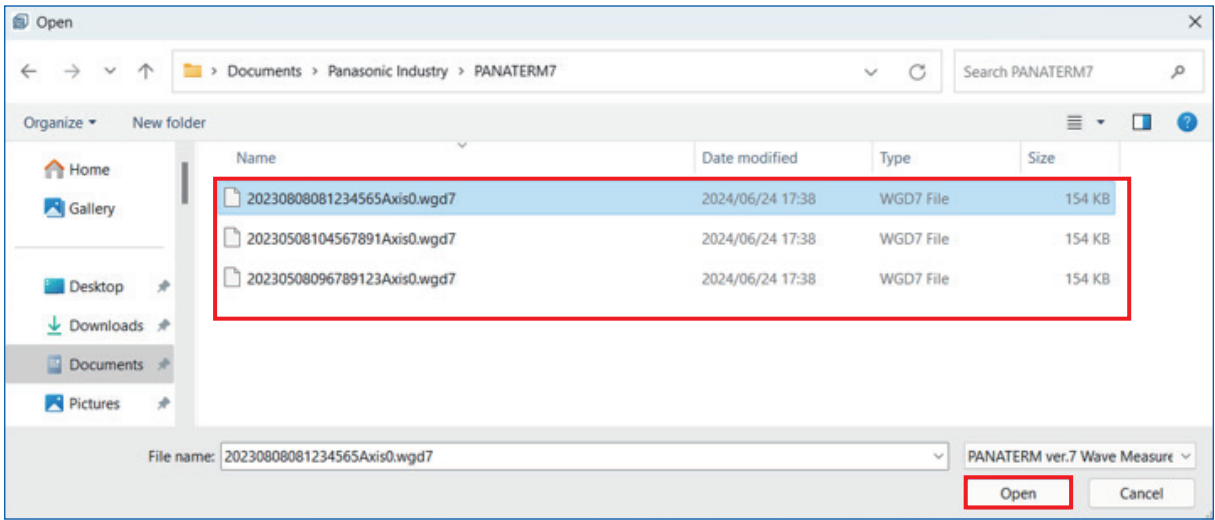 Open
Documents > Panasonic Industry > PANATERM7
Search PANATERM7
Organize
New folder
Name
Date modified
Type
Size
Home
Gallery
Desktop
Downloads
Documents
Pictures
20230808081234565Axis0.wgd7 2024/06/24 17:38 WGD7 File 154 KB
20230508104567891Axis0.wgd7 2024/06/24 17:38 WGD7 File 154 KB
20230508096789123Axis0.wgd7 2024/06/24 17:38 WGD7 File 154 KB
File name: 20230808081234565Axis0.wgd7
PANATERM ver.7 Wave Measure
Open
Cancel